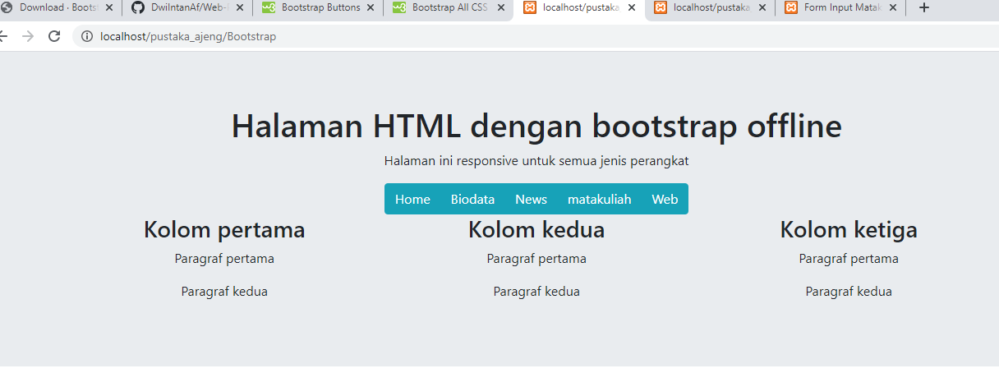 Download · Boots
DwiIntanAf/Web-
Bootstrap Buttons
Bootstrap All CSS
localhost/pustaka
localhost/pustaka
Form Input Matak
localhost/pustaka_ajeng/Bootstrap
Halaman HTML dengan bootstrap offline
Halaman ini responsive untuk semua jenis perangkat
Home Biodata News matakuliah Web
Kolom pertama Kolom kedua Kolom ketiga
Paragraf pertama Paragraf pertama Paragraf pertama
Paragraf kedua Paragraf kedua Paragraf kedua